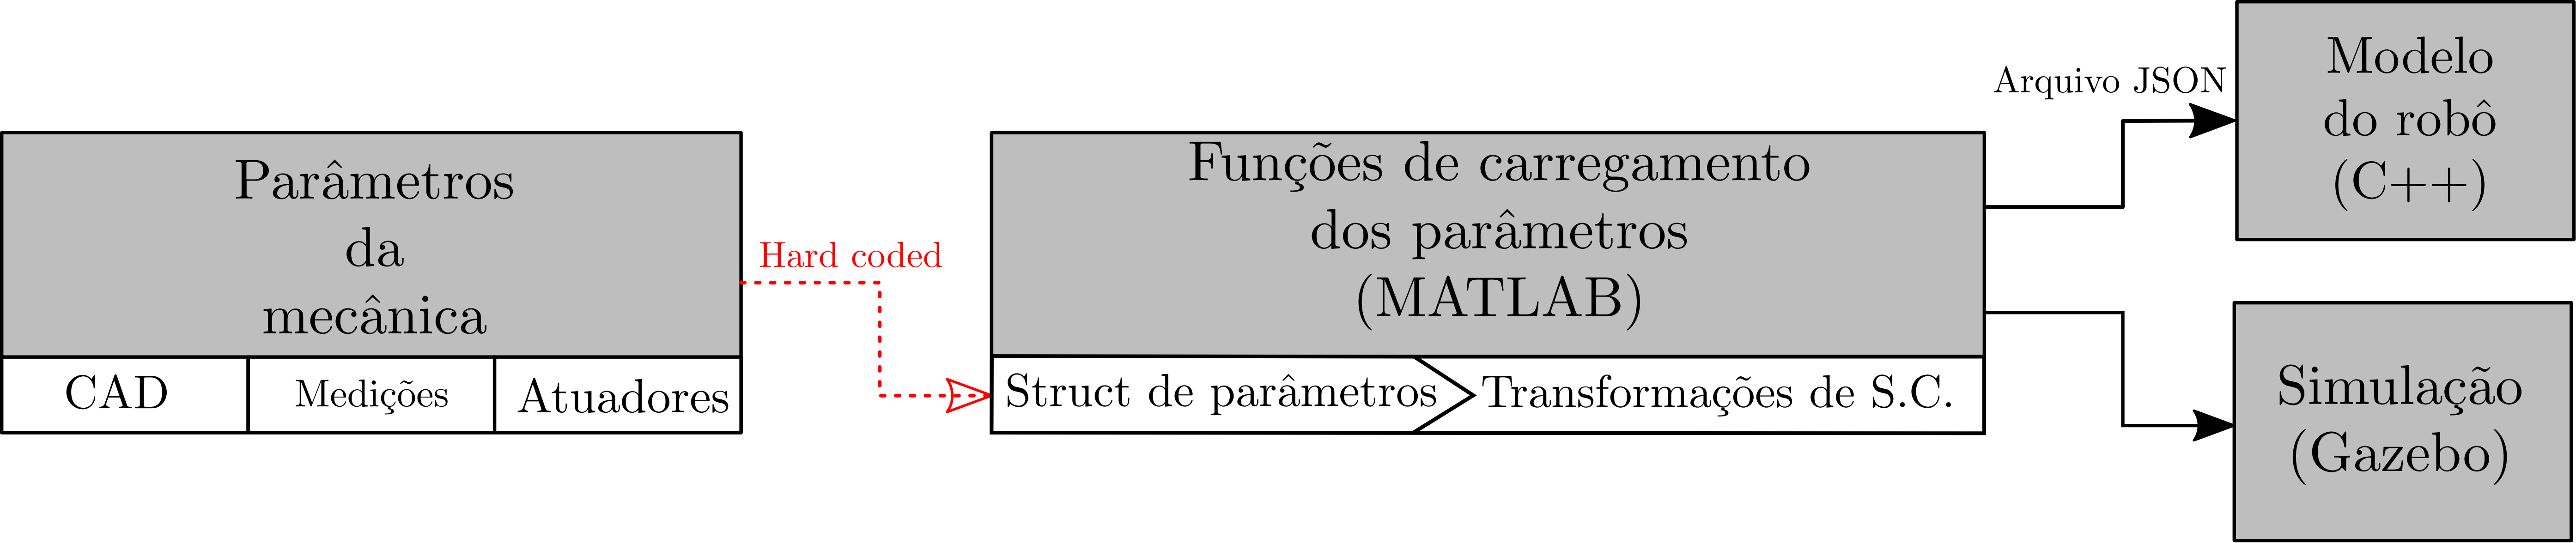 Parâmetros
da
mecânica
CAD
Medições
Atuadores
Hard coded
Funções de carregamento
dos parâmetros
(MATLAB)
Struct de parâmetros
Transformações de S.C.
Arquivo JSON
Modelo
do robô
(C++)
Simulação
(Gazebo)